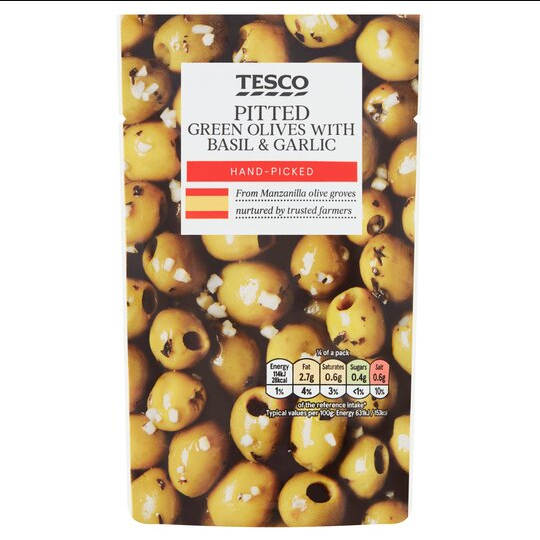 TESCO
PITTED
GREEN OLIVES WITH
BASIL & GARLIC
HAND-PICKED
From Manzanilla olive groves
nurtured by trusted farmers
¼ of a pack
Energy Fat Saturates Sugars Salt
114kJ
28kcal 2.7g 0.6g 0.4g 0.6g
1% 4% 3% <1% 10%
of the reference intake*
Typical values per 100g: Energy 631kJ / 153kcal